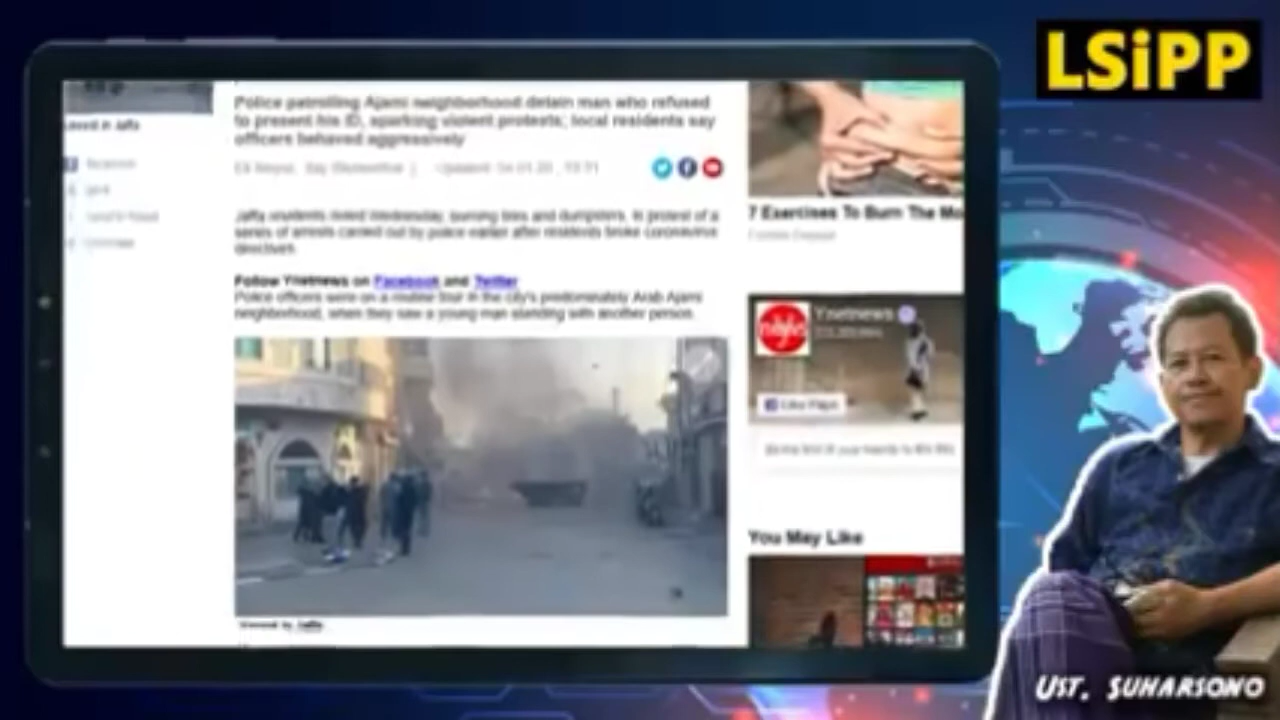 LSiPP
Police patrolling Ajami neighborhood detain man who refused
to present his ID, sparking violent protests; local residents say
officers behaved aggressively
Jaffa residents rioted Wednesday, burning tires and dumpsters, in protest of a
series of arrests carried out by police earlier after residents broke coronavirus
directives.
Follow Ynetnews on Facebook and Twitter
Police officers were on a routine tour in the city's predominately Arab Ajami
neighborhood, when they saw a young man standing with another person.
7 Exercises To Burn The Mo
Ynetnews
Like Page
You May Like
UST. SUHARSONO